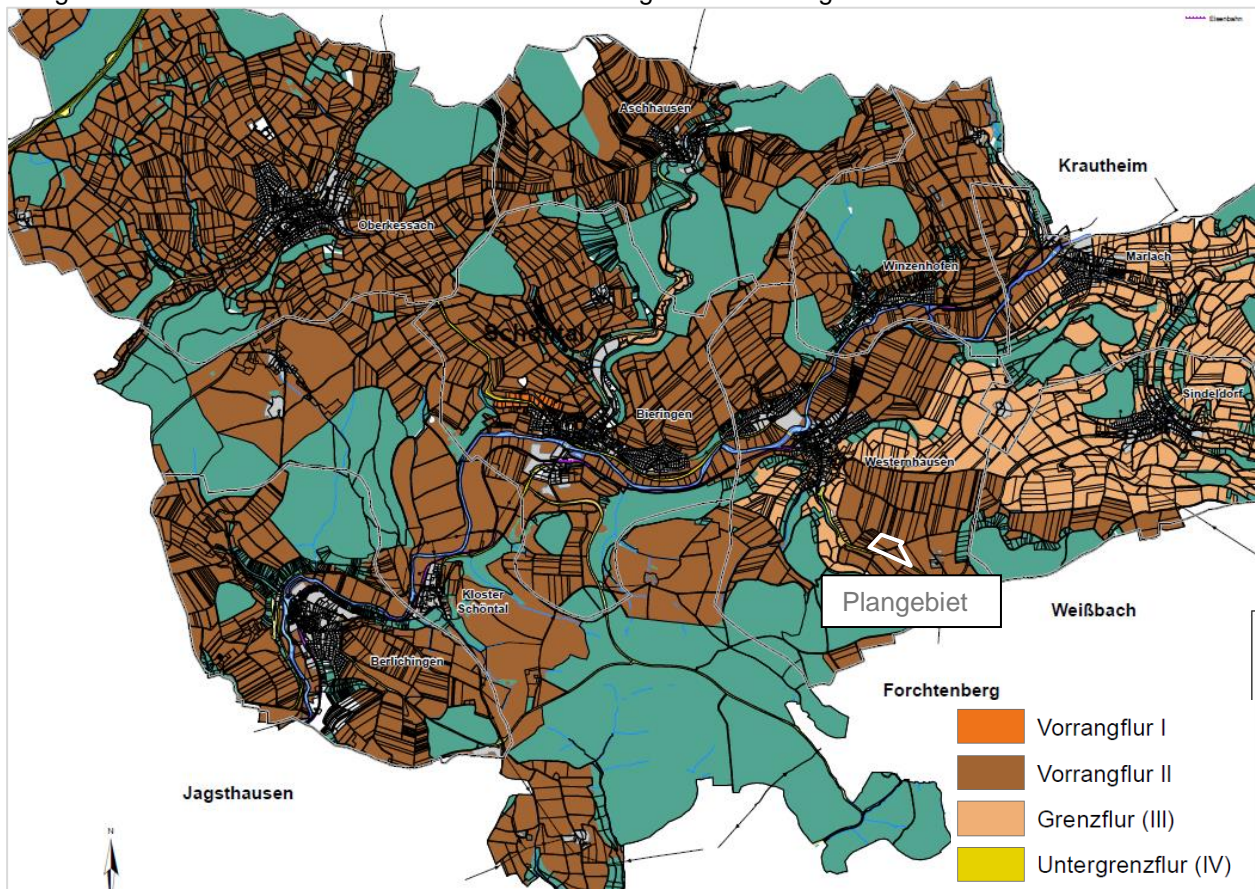 Eisenbahn
Aschhausen
Krautheim
Oberkessach
Marlach
Winzenhofen
Schöntal
Sindeldorf
Bieringen
Westernhausen
Plangebiet
Kloster
Schöntal
Weißbach
Berlichingen
Forchtenberg
Vorrangflur I
Jagsthausen
Vorrangflur II
Grenzflur (III)
N
Untergrenzflur (IV)